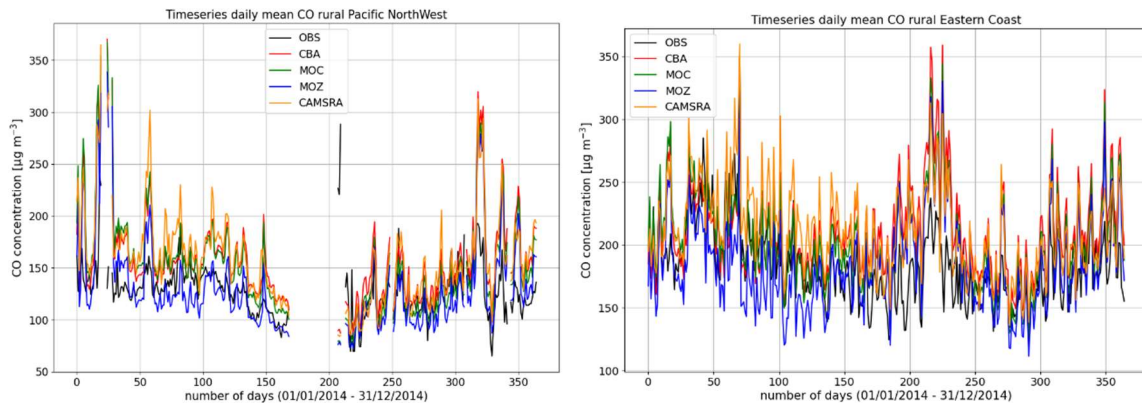 Timeseries daily mean CO rural Pacific NorthWest
CO concentration [µg m⁻³]
350
300
250
200
150
100
50
OBS
CBA
MOC
MOZ
CAMSRA
0 50 100 150 200 250 300 350
number of days (01/01/2014 - 31/12/2014)
Timeseries daily mean CO rural Eastern Coast
CO concentration [µg m⁻³]
350
300
250
200
150
100
OBS
CBA
MOC
MOZ
CAMSRA
0 50 100 150 200 250 300 350
number of days (01/01/2014 - 31/12/2014)